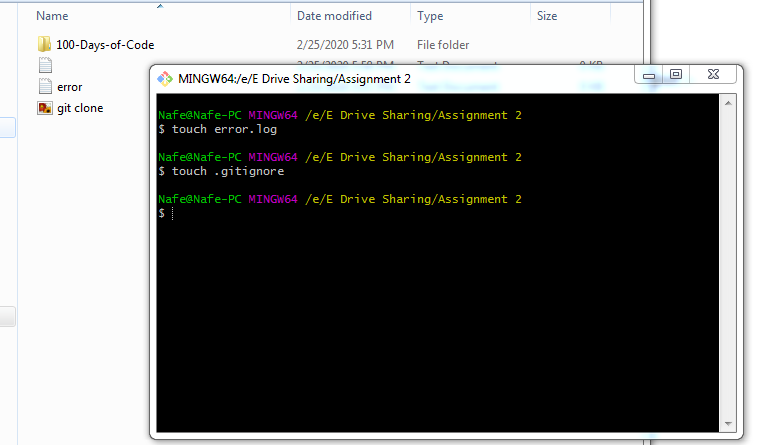 Name Date modified Type Size
100-Days-of-Code 2/25/2020 5:31 PM File folder
error
git clone
MINGW64:/e/E Drive Sharing/Assignment 2
Nafe@Nafe-PC MINGW64 /e/E Drive Sharing/Assignment 2
$ touch error.log
Nafe@Nafe-PC MINGW64 /e/E Drive Sharing/Assignment 2
$ touch .gitignore
Nafe@Nafe-PC MINGW64 /e/E Drive Sharing/Assignment 2
$